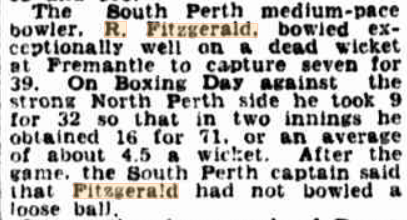 The South Perth medium-pace
bowler, R. Fitzgerald, bowled ex-
ceptionally well on a dead wicket
at Fremantle to capture seven for
39. On Boxing Day against the
strong North Perth side he took 9
for 32 so that in two innings he
obtained 16 for 71, or an average
of about 4.5 a wicket. After the
game, the South Perth captain said
that Fitzgerald had not bowled a
loose ball.